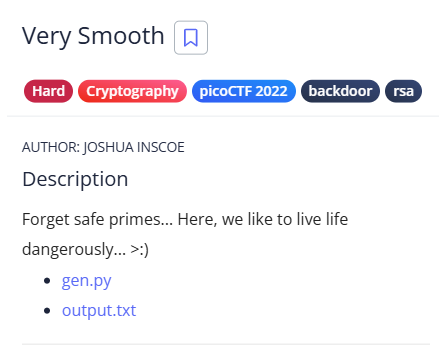 Very Smooth
Hard Cryptography picoCTF 2022 backdoor rsa
AUTHOR: JOSHUA INSCOE
Description
Forget safe primes... Here, we like to live life
dangerously... >:)
• gen.py
• output.txt